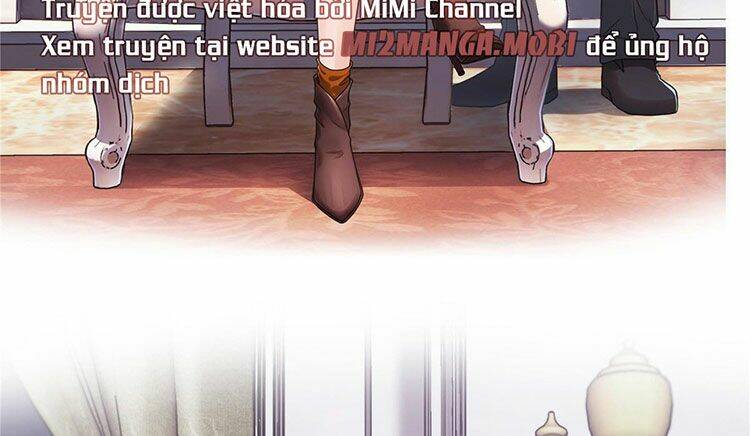 Truyện được việt hóa bởi MiMi Channel
Xem truyện tại website MI2MANGA.MOBI để ủng hộ
nhóm dịch